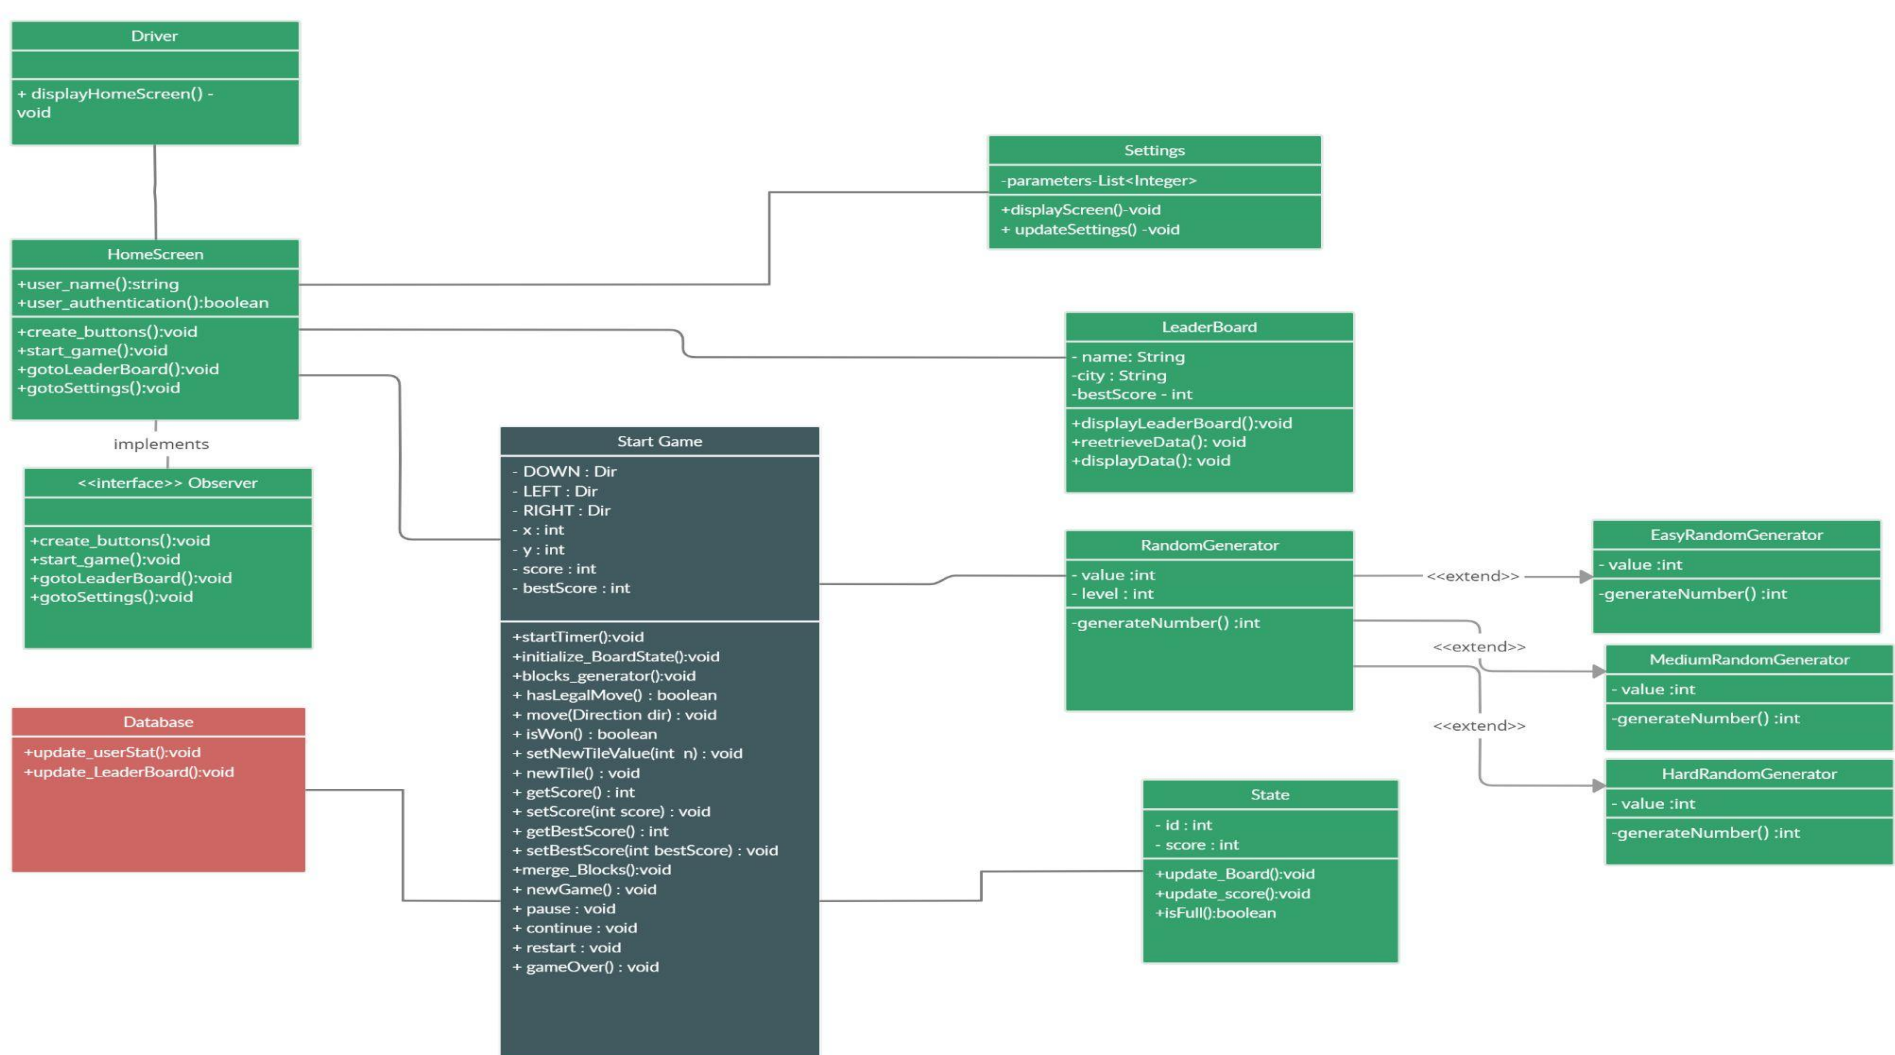 Driver
+ displayHomeScreen() -
void
HomeScreen
+user_name():string
+user_authentication():boolean
+create_buttons():void
+start_game():void
+gotoLeaderBoard():void
+gotoSettings():void
implements
<<interface>> Observer
+create_buttons():void
+start_game():void
+gotoLeaderBoard():void
+gotoSettings():void
Database
+update_userStat():void
+update_LeaderBoard():void
Start Game
- DOWN : Dir
- LEFT : Dir
- RIGHT : Dir
- x : int
- y : int
- score : int
- bestScore : int
+startTimer():void
+initialize_BoardState():void
+blocks_generator():void
+ hasLegalMove() : boolean
+ move(Direction dir) : void
+ isWon() : boolean
+ setNewTileValue(int n) : void
+ newTile() : void
+ getScore() : int
+ setScore(int score) : void
+ getBestScore() : int
+ setBestScore(int bestScore) : void
+merge_Blocks():void
+ newGame() : void
+ pause : void
+ continue : void
+ restart : void
+ gameOver() : void
Settings
-parameters-List<Integer>
+displayScreen()-void
+ updateSettings() -void
LeaderBoard
- name: String
-city : String
-bestScore - int
+displayLeaderBoard():void
+reetrieveData(): void
+displayData(): void
RandomGenerator
- value :int
- level : int
-generateNumber() :int
<<extend>>
<<extend>>
<<extend>>
EasyRandomGenerator
- value :int
-generateNumber() :int
MediumRandomGenerator
- value :int
-generateNumber() :int
HardRandomGenerator
- value :int
-generateNumber() :int
State
- id : int
- score : int
+update_Board():void
+update_score():void
+isFull():boolean